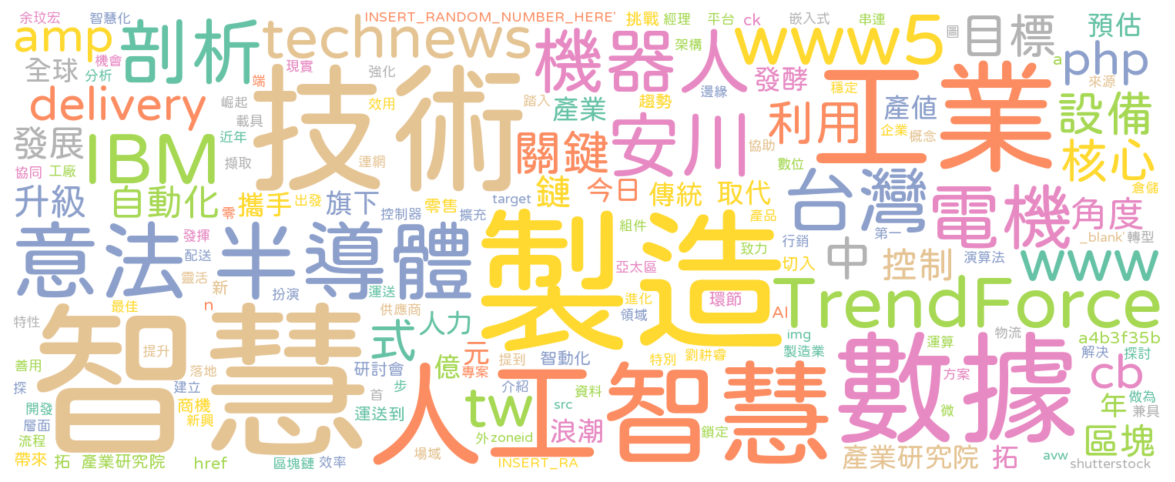 余玟宏 智慧化 INSERT_RANDOM_NUMBER_HERE' 挑戰 經理 平台 ck 嵌入式 串連 圖 目標 預估
amp 剖析 technews 機器人 www5 php
全球 機會 分析 端 現實 強化 架構 邊緣 發酵 a 來源
delivery 崛起 載具 效用 踏入 產業 趨勢 利用 穩定 產值 工業 設備
發展 IBM 近年 擷取 連網 技術 關鍵 安川 協助 企業 概念 核心
協同 工廠 數位 倉儲
升級 自動化 零 攜手 出發 旗下 控制器 零售 擴充 target 鏈 今日 傳統 取代 產品 台灣 第一 電機 角度
意法 半導體 發揮 配送 靈活 新 扮演 運送 製造 組件 致力 行銷 中 控制 演算法 _blank' 轉型
亞太區 切入 www
最佳 n 供應商 進化 領域 環節 AI TrendForce
特性 智慧 提升 式 人力 元 提到 智動化 特別 劉耕睿 img 製造業 運算 物流 a4b3f35b
善用 落地 研討會 億 專案 人工智慧 數據 方案 解決 探討
探 建立 首 步 介紹 資料 cb
開發 商機 運送到 tw src 微 年 做為
層面 新興 外 zoneid 浪潮 鎖定 兼具
流程 場域 區塊
帶來 拓 產業研究院 href 區塊鏈 效率 INSERT_RA 產業研究院 拓 avw shutterstock